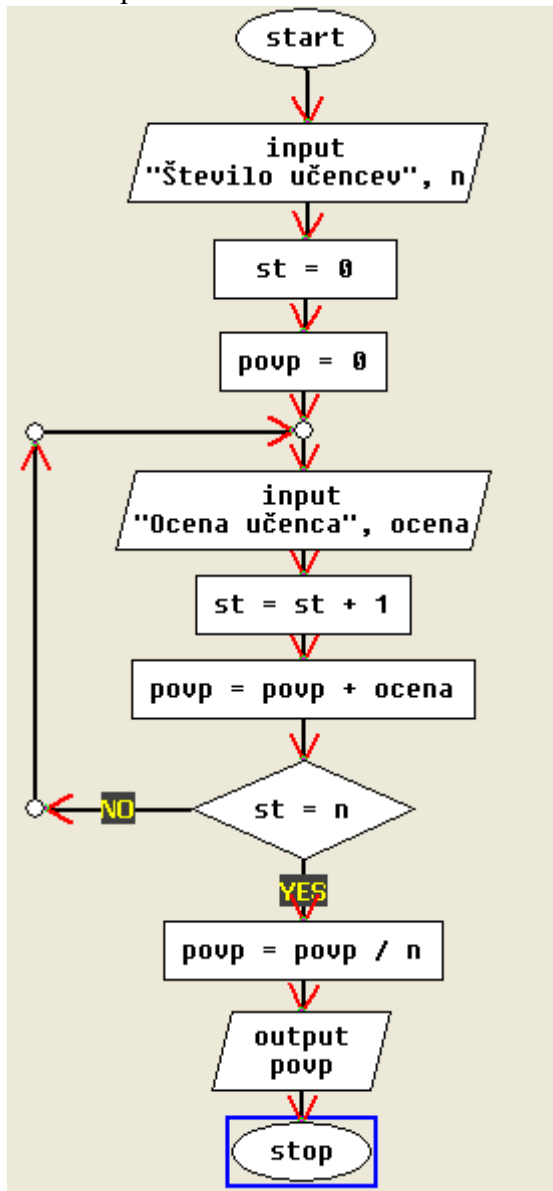 start
input
"Število učencev", n
st = 0
povp = 0
input
"Ocena učenca", ocena
st = st + 1
povp = povp + ocena
st = n
NO
YES
povp = povp / n
output
povp
stop